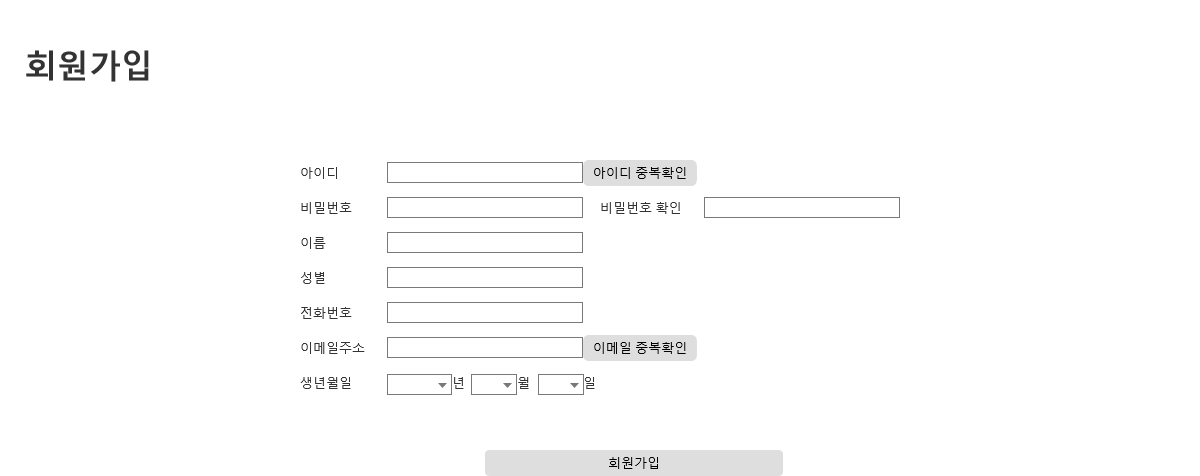 회원가입
아이디 아이디 중복확인
비밀번호 비밀번호 확인
이름
성별
전화번호
이메일주소 이메일 중복확인
생년월일 년 월 일
회원가입